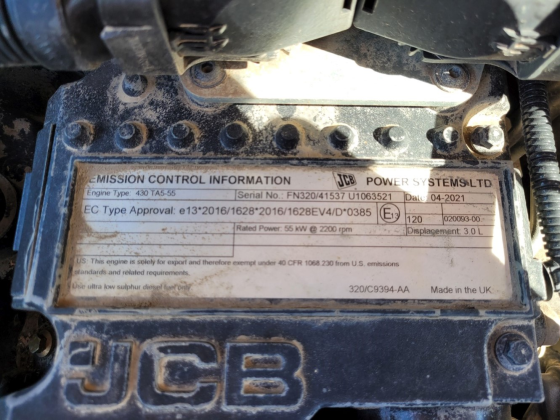 EMISSION CONTROL INFORMATION JCB POWER SYSTEMS LTD
Engine Type: 430 TA5-55 Serial No.: FN320/41537 U1063521 Date 04-2021
EC Type Approval: e13*2016/1628*2016/1628EV4/D*0385 E13 120 020093-00
Rated Power: 55 kW @ 2200 rpm Displacement: 3.0 L
US: This engine is solely for export and therefore exempt under 40 CFR 1068.230 from U.S. emissions
standards and related requirements.
Use ultra low sulphur diesel fuel only 320/C9394-AA Made in the UK
JCB